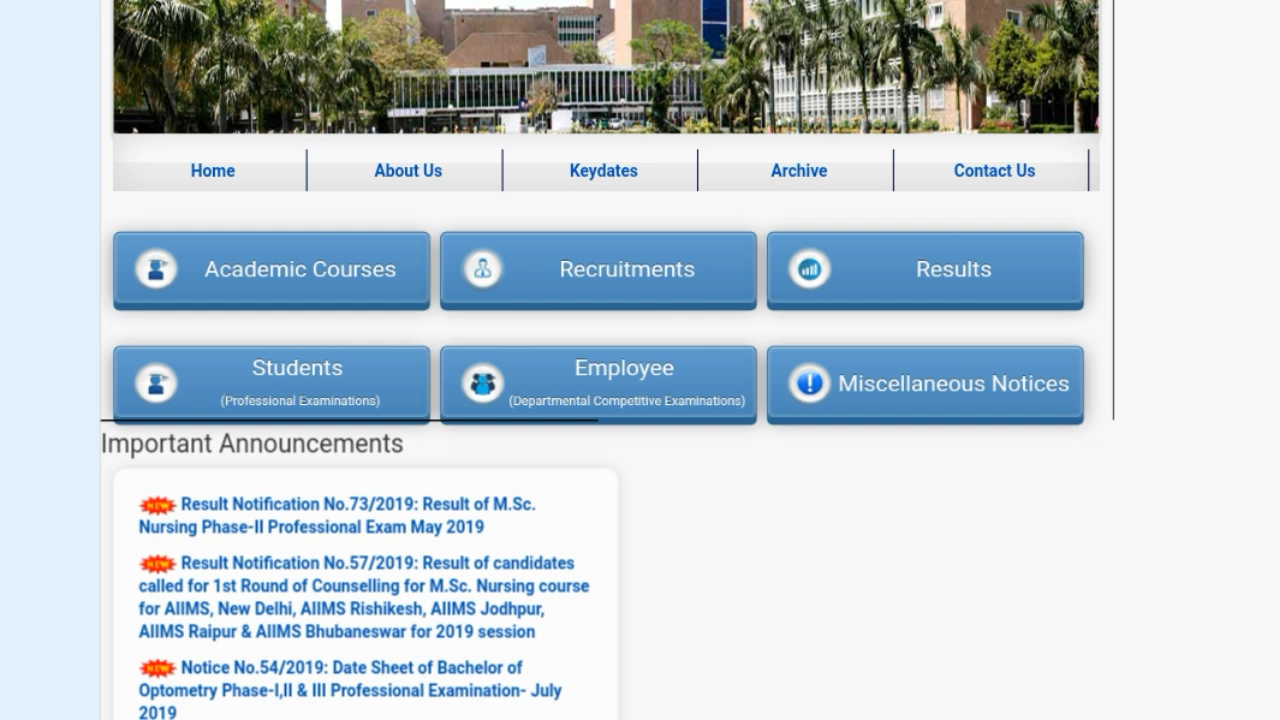 Home About Us Keydates Archive Contact Us
Academic Courses Recruitments Results
Students Employee Miscellaneous Notices
(Professional Examinations) (Departmental Competitive Examinations)
Important Announcements
NEW Result Notification No.73/2019: Result of M.Sc.
Nursing Phase-II Professional Exam May 2019
NEW Result Notification No.57/2019: Result of candidates
called for 1st Round of Counselling for M.Sc. Nursing course
for AIIMS, New Delhi, AIIMS Rishikesh, AIIMS Jodhpur,
AIIMS Raipur & AIIMS Bhubaneswar for 2019 session
NEW Notice No.54/2019: Date Sheet of Bachelor of
Optometry Phase-I,II & III Professional Examination- July
2019